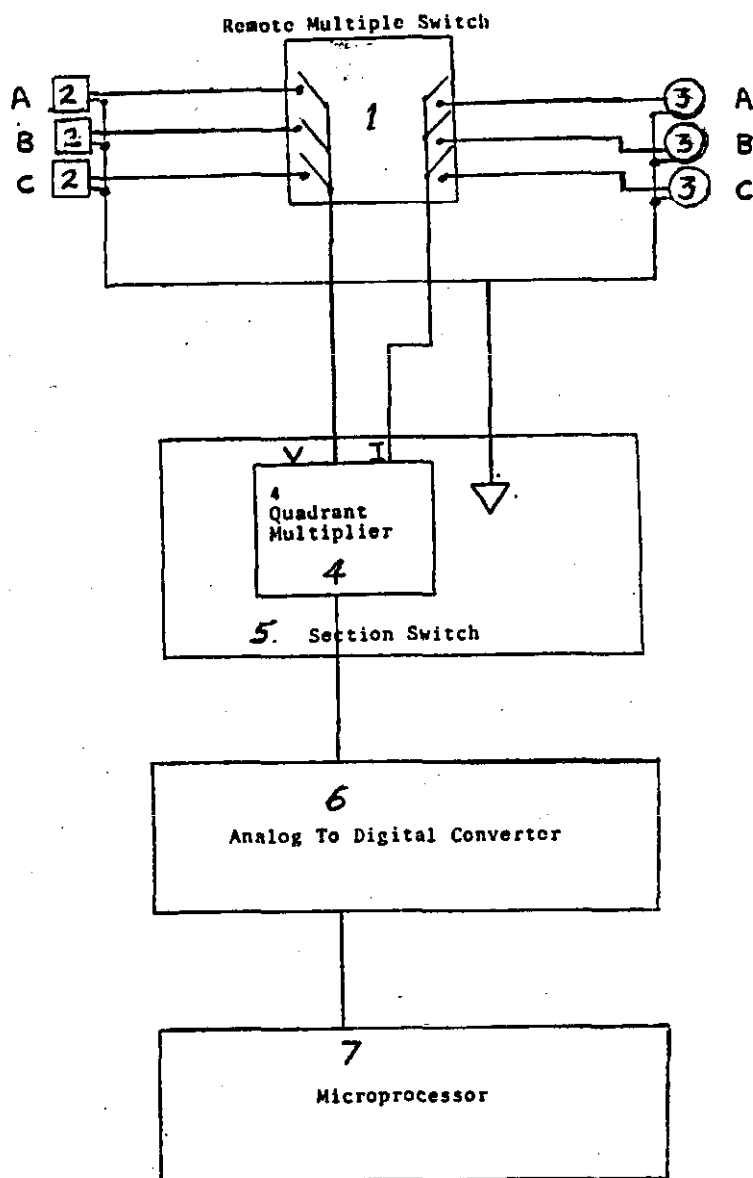 Remote Multiple Switch
A 2 1 3 A
B 2 3 B
C 2 3 C
V I
4
Quadrant
Multiplier
4
5. Section Switch
6
Analog To Digital Convertor
7
Microprocessor